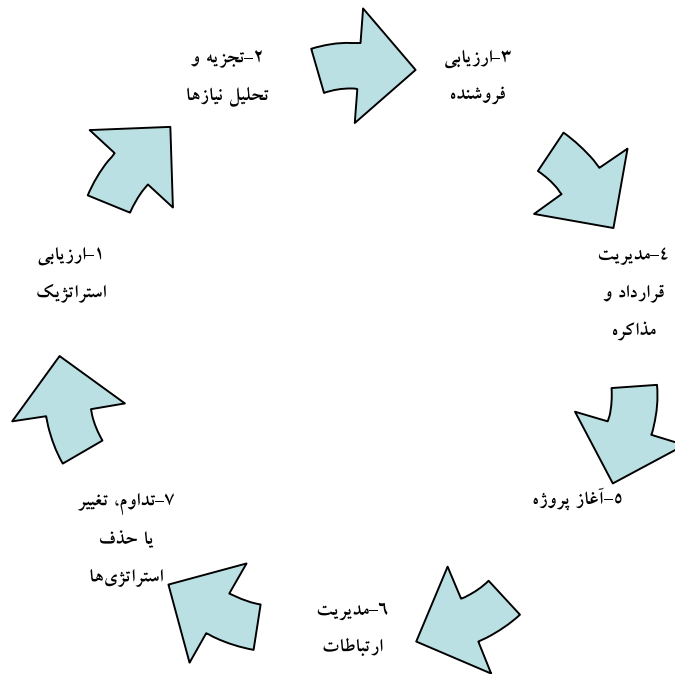 ۱-ارزیابی
استراتژیک
۲-تجزیه و
تحلیل نیازها
۳-ارزیابی
فروشنده
٤-مدیریت
قرارداد و
مذاکره
٥-آغاز پروژه
٦-مدیریت
ارتباطات
۷-تداوم، تغییر
یا حذف
استراتژی‌ها